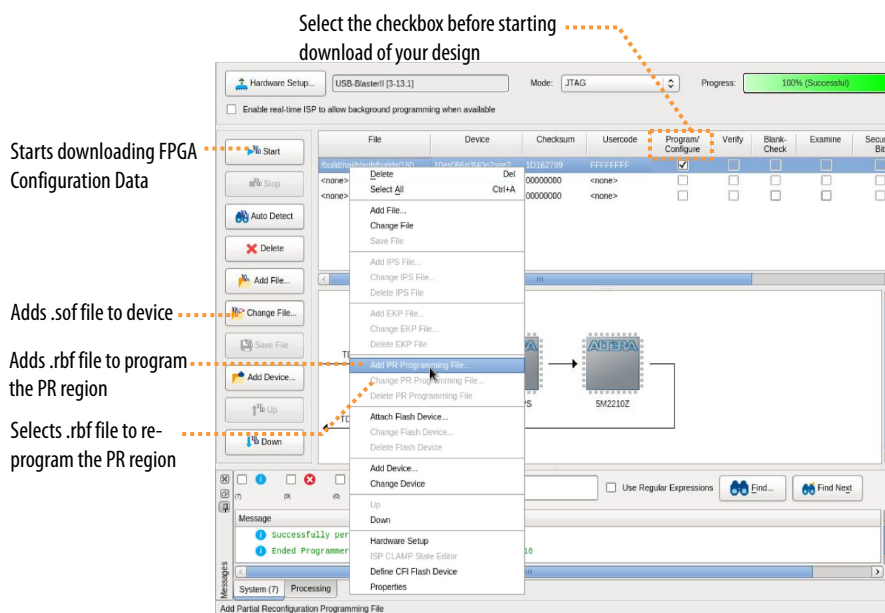 Select the checkbox before starting
download of your design
Hardware Setup...
USB-BlasterII [3-13.1]
Mode: JTAG
Progress: 100% (Successful)
Enable real-time ISP to allow background programming when available
Starts downloading FPGA
Configuration Data
Adds .sof file to device
Adds .rbf file to program
the PR region
Selects .rbf file to re-
program the PR region
Start
Stop
Auto Detect
Delete
Add File...
Change File...
Save File
Add Device...
Up
Down
File Device Checksum Usercode Program/ Verify Blank- Examine Secur
Configure Check Bit
1D162799 FFFFFFFF
<none> 00000000 <none>
<none> 00000000 <none>
Delete Del
Select All Ctrl+A
Add File...
Change File
Save File
Add IPS File...
Change IPS File...
Delete IPS File
Add EKP File...
Change EKP File...
Delete EKP File
Add PR Programming File...
Change PR Programming File...
Delete PR Programming File
Attach Flash Device...
Change Flash Device...
Delete Flash Device
Add Device...
Change Device
Up
Down
Hardware Setup
ISP CLAMP State Editor
Define CFI Flash Device
Properties
ALTERA
5M2210Z
Use Regular Expressions
Find...
Find Next
Message
Successfully per
Ended Programmer 16
Messages
System (7) Processing
Add Partial Reconfiguration Programming File